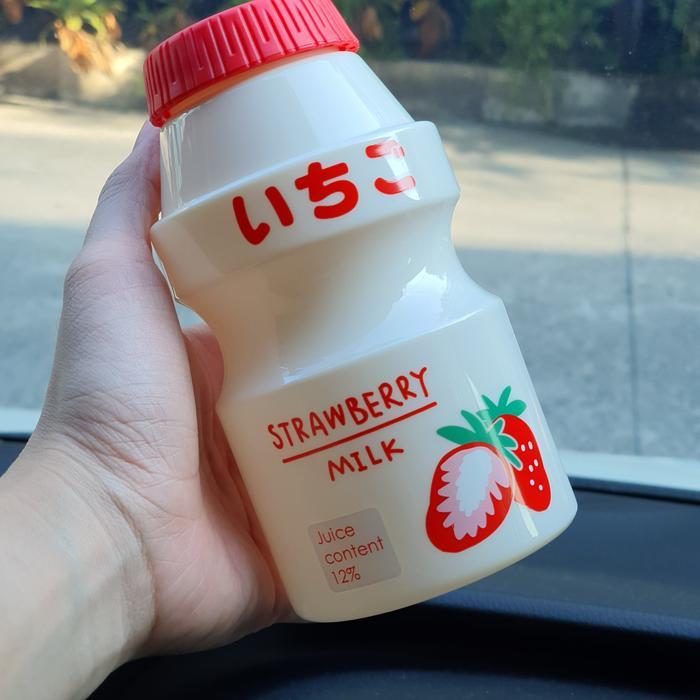 いちご
STRAWBERRY
MILK
Juice
content
12%